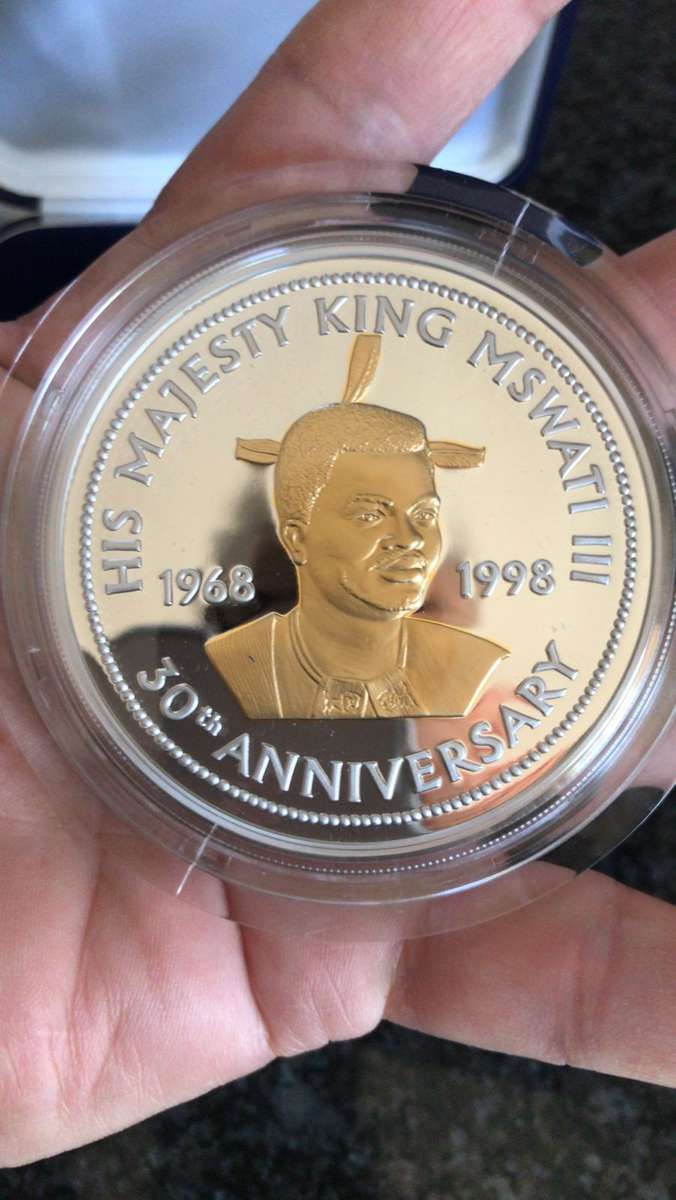 HIS MAJESTY KING MSWATI III
1968 1998
30th ANNIVERSARY